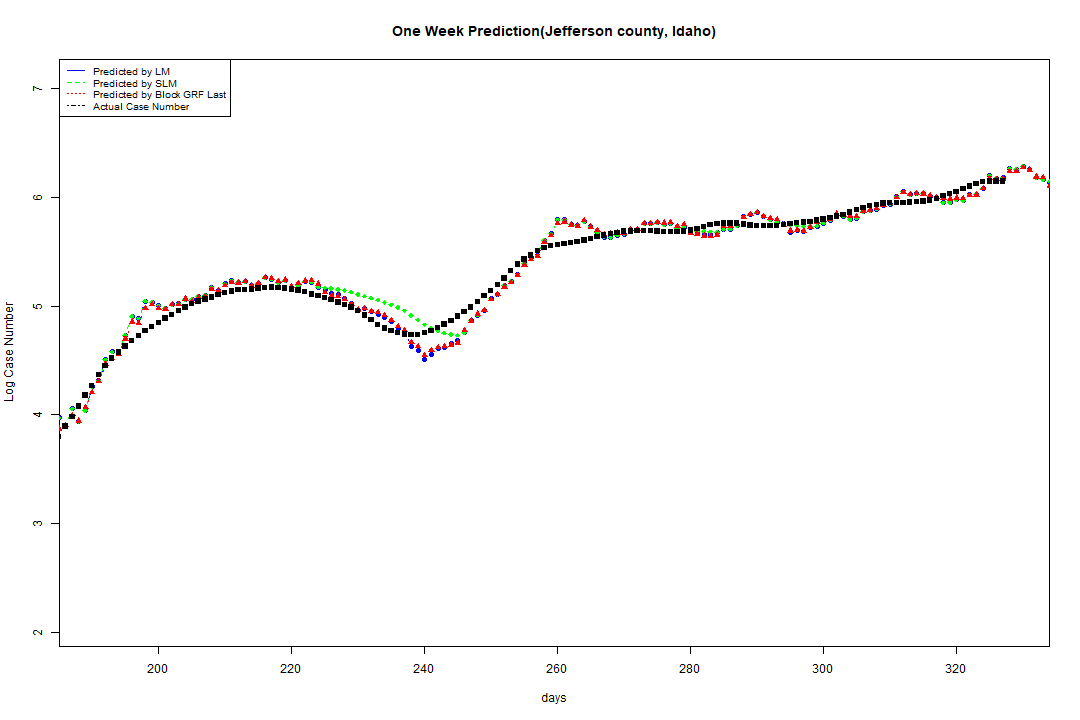 One Week Prediction(Jefferson county, Idaho)
Predicted by LM
Predicted by SLM
Predicted by Block GRF Last
Actual Case Number
7
6
5
4
3
2
Log Case Number
200 220 240 260 280 300 320
days